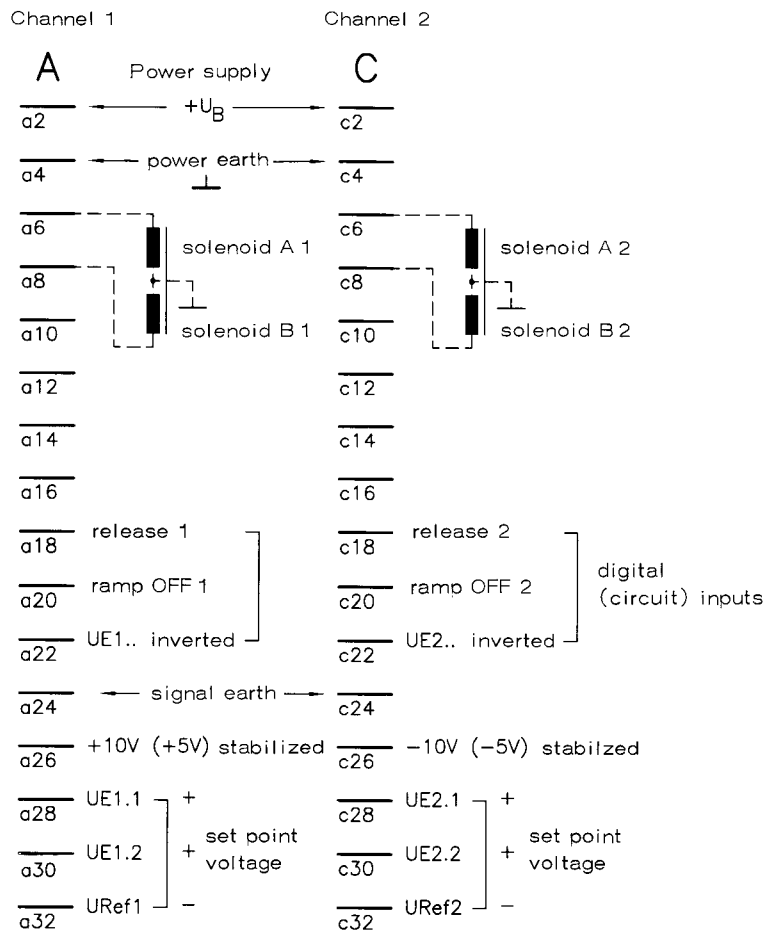 Channel 1 Channel 2
A Power supply C
+UB
a2 c2
power earth
a4 c4
a6 c6
solenoid A 1 solenoid A 2
a8 c8
solenoid B 1 solenoid B 2
a10 c10
a12 c12
a14 c14
a16 c16
release 1 release 2
a18 c18
digital
(circuit) inputs
ramp OFF 1 ramp OFF 2
a20 c20
UE1.. inverted UE2.. inverted
a22 c22
signal earth
a24 c24
+10V (+5V) stabilized -10V (-5V) stabilzed
a26 c26
UE1.1 + UE2.1 +
a28 c28
set point
voltage
set point
voltage
UE1.2 + UE2.2 +
a30 c30
URef1 - URef2 -
a32 c32